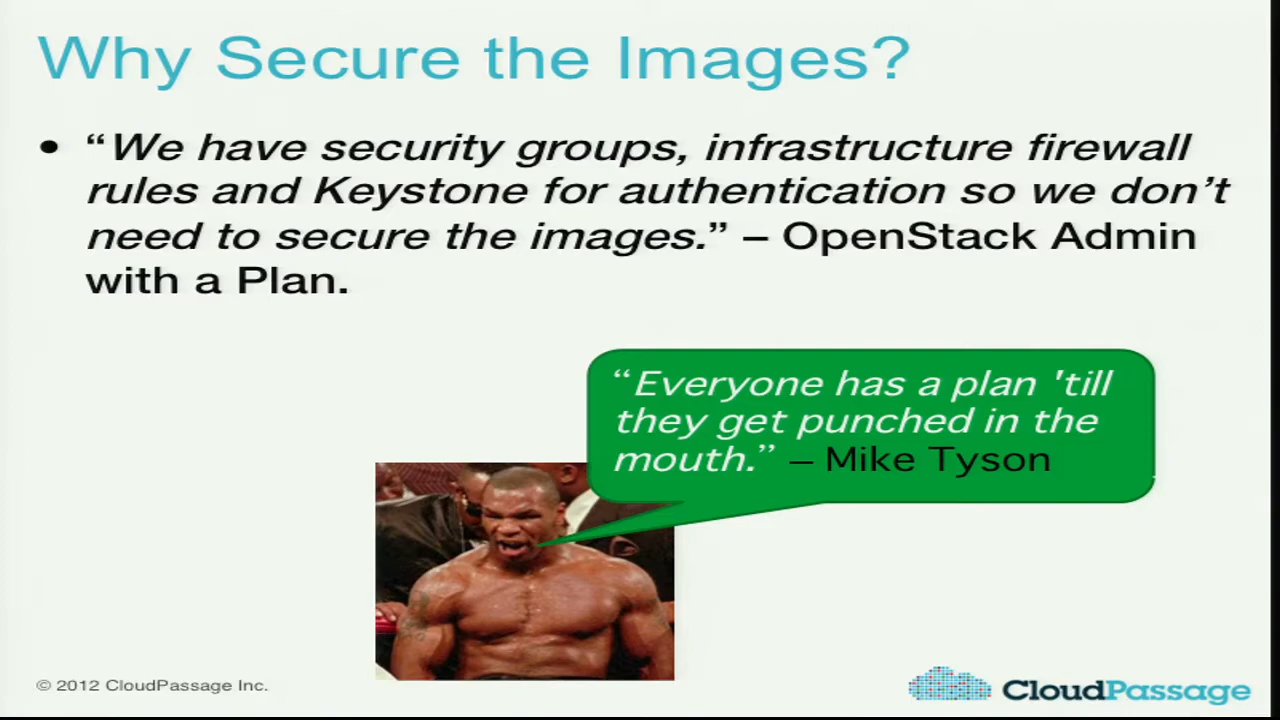 Why Secure the Images?
• “We have security groups, infrastructure firewall
rules and Keystone for authentication so we don’t
need to secure the images.” – OpenStack Admin
with a Plan.
“Everyone has a plan 'till
they get punched in the
mouth.” – Mike Tyson
© 2012 CloudPassage Inc.
CloudPassage